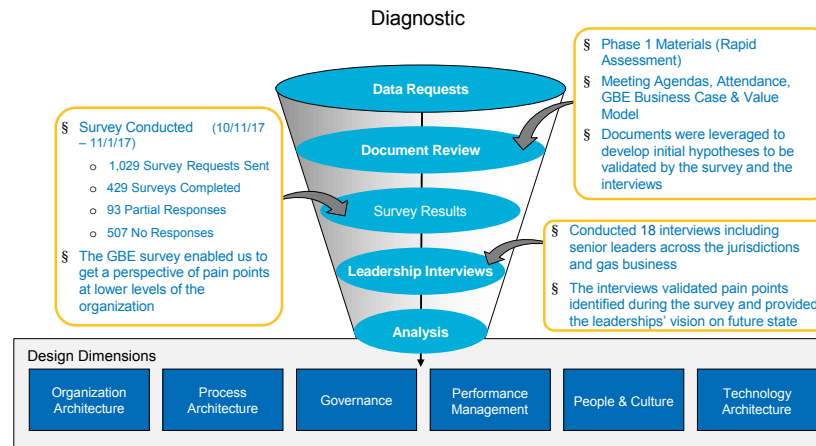 Diagnostic
Data Requests
Document Review
Survey Results
Leadership Interviews
Analysis
§ Survey Conducted (10/11/17
– 11/1/17)
o 1,029 Survey Requests Sent
o 429 Surveys Completed
o 93 Partial Responses
o 507 No Responses
§ The GBE survey enabled us to
get a perspective of pain points
at lower levels of the
organization
§ Phase 1 Materials (Rapid
Assessment)
§ Meeting Agendas, Attendance,
GBE Business Case & Value
Model
§ Documents were leveraged to
develop initial hypotheses to be
validated by the survey and the
interviews
§ Conducted 18 interviews including
senior leaders across the jurisdictions
and gas business
§ The interviews validated pain points
identified during the survey and provided
the leaderships' vision on future state
Design Dimensions
Organization
Architecture
Process
Architecture
Governance
Performance
Management
People & Culture
Technology
Architecture